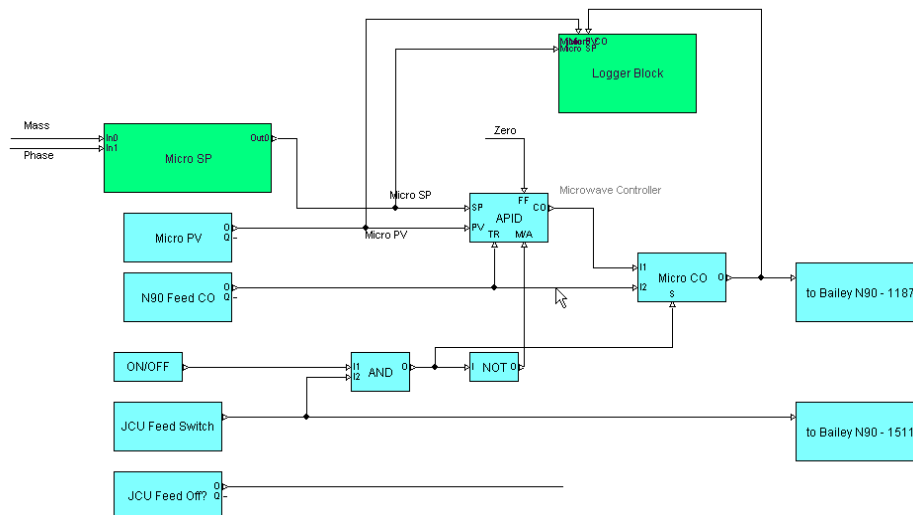 Micro PV
Micro CO
Micro SP
Logger Block
Mass
Phase
In0
In1
Out0
Micro SP
Zero
Micro SP
Microwave Controller
SP
FF
CO
APID
PV
TR
M/A
Micro PV
O
Q
Micro PV
I1
Micro CO
O
I2
S
N90 Feed CO
O
Q
to Bailey N90 - 1187
ON/OFF
I1
I2
AND
O
I
NOT
O
JCU Feed Switch
to Bailey N90 - 1511
JCU Feed Off?
O
Q